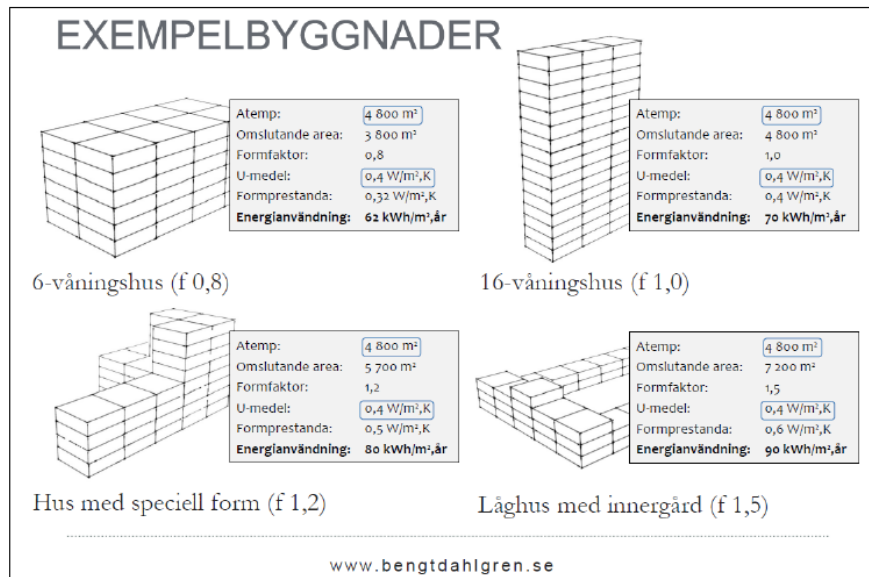 EXEMPELBYGGNADER
Atemp: 4 800 m²
Omslutande area: 3 800 m²
Formfaktor: 0,8
U-medel: 0,4 W/m²,K
Formprestanda: 0,32 W/m²,K
Energianvändning: 62 kWh/m²,år
6-våningshus (f 0,8)
Atemp: 4 800 m²
Omslutande area: 4 800 m²
Formfaktor: 1,0
U-medel: 0,4 W/m²,K
Formprestanda: 0,4 W/m²,K
Energianvändning: 70 kWh/m²,år
16-våningshus (f 1,0)
Atemp: 4 800 m²
Omslutande area: 5 700 m²
Formfaktor: 1,2
U-medel: 0,4 W/m²,K
Formprestanda: 0,5 W/m²,K
Energianvändning: 80 kWh/m²,år
Hus med speciell form (f 1,2)
Atemp: 4 800 m²
Omslutande area: 7 200 m²
Formfaktor: 1,5
U-medel: 0,4 W/m²,K
Formprestanda: 0,6 W/m²,K
Energianvändning: 90 kWh/m²,år
Låghus med innergård (f 1,5)
www.bengtdahlgren.se